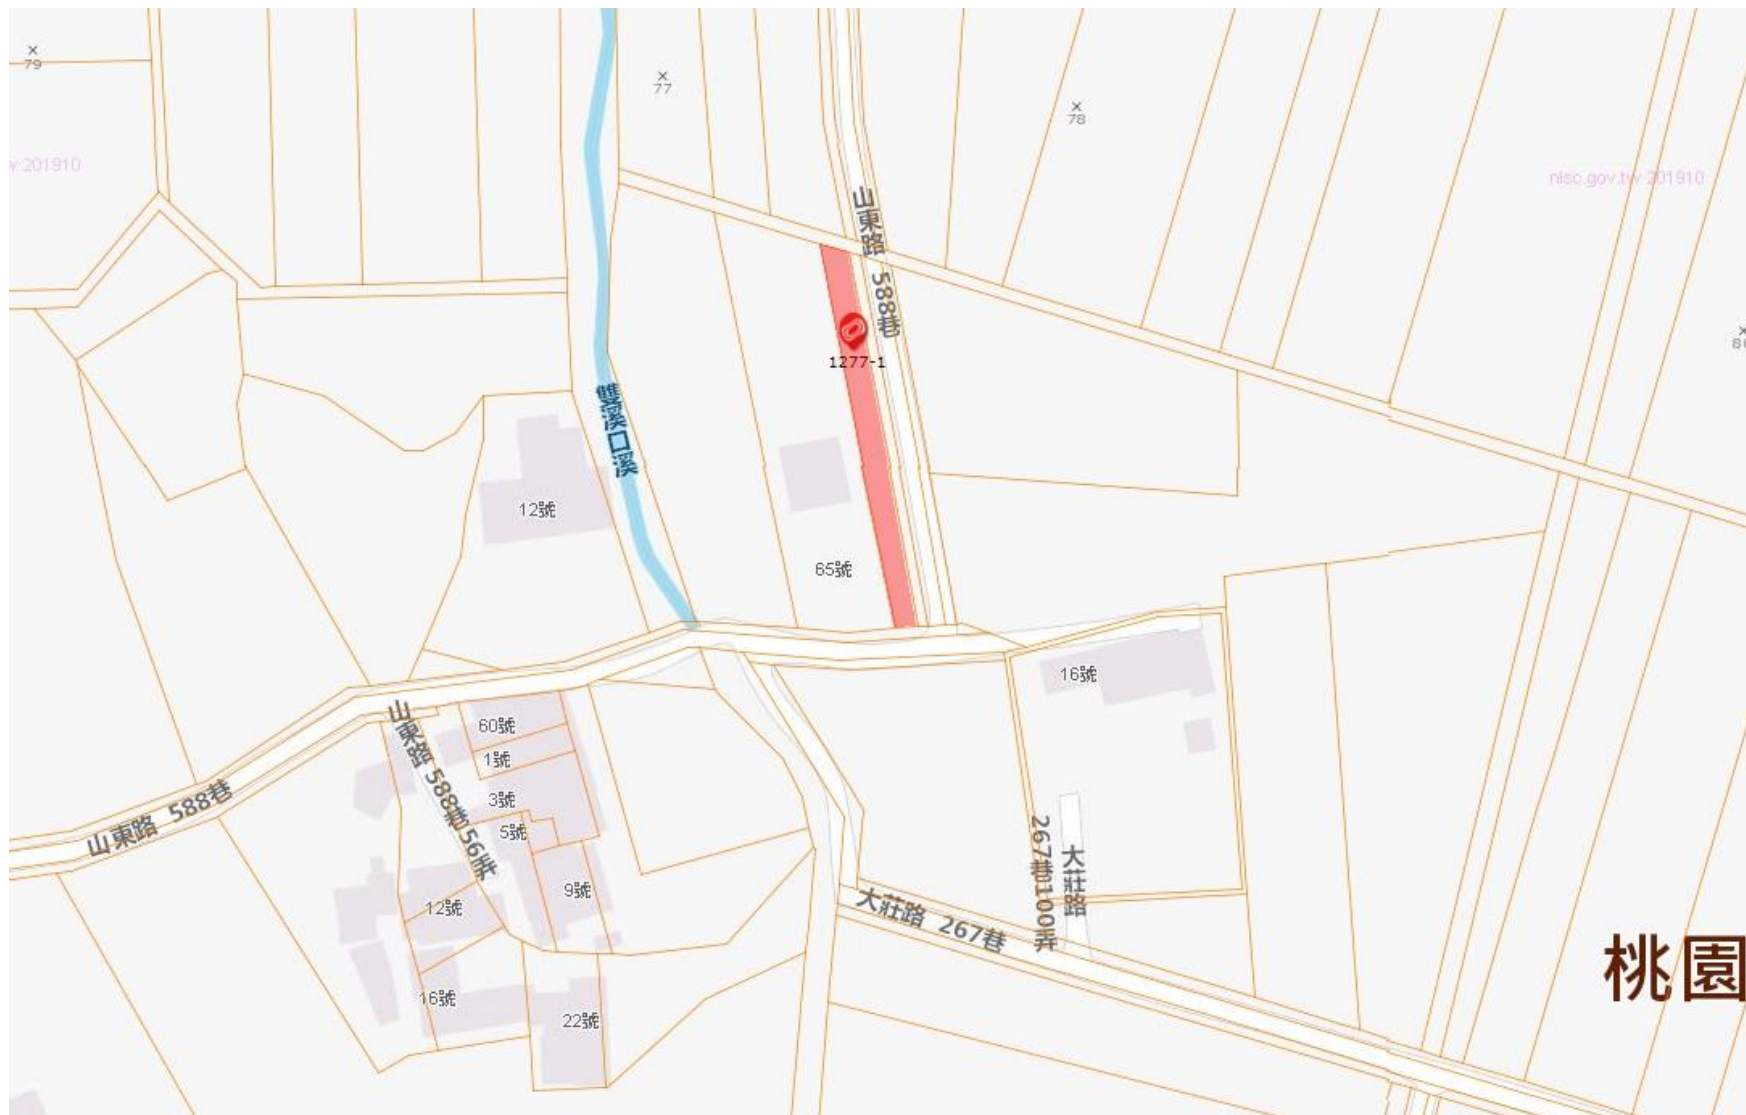 ×
79
×
77
×
78
v 201910
nlsc.gov.tw 201910
山東路 588巷
1277-1
雙溪口溪
12號
65號
16號
60號
1號
3號
5號
9號
12號
16號
22號
山東路 588巷56弄
山東路 588巷
大莊路
267巷100弄
大莊路 267巷
桃園